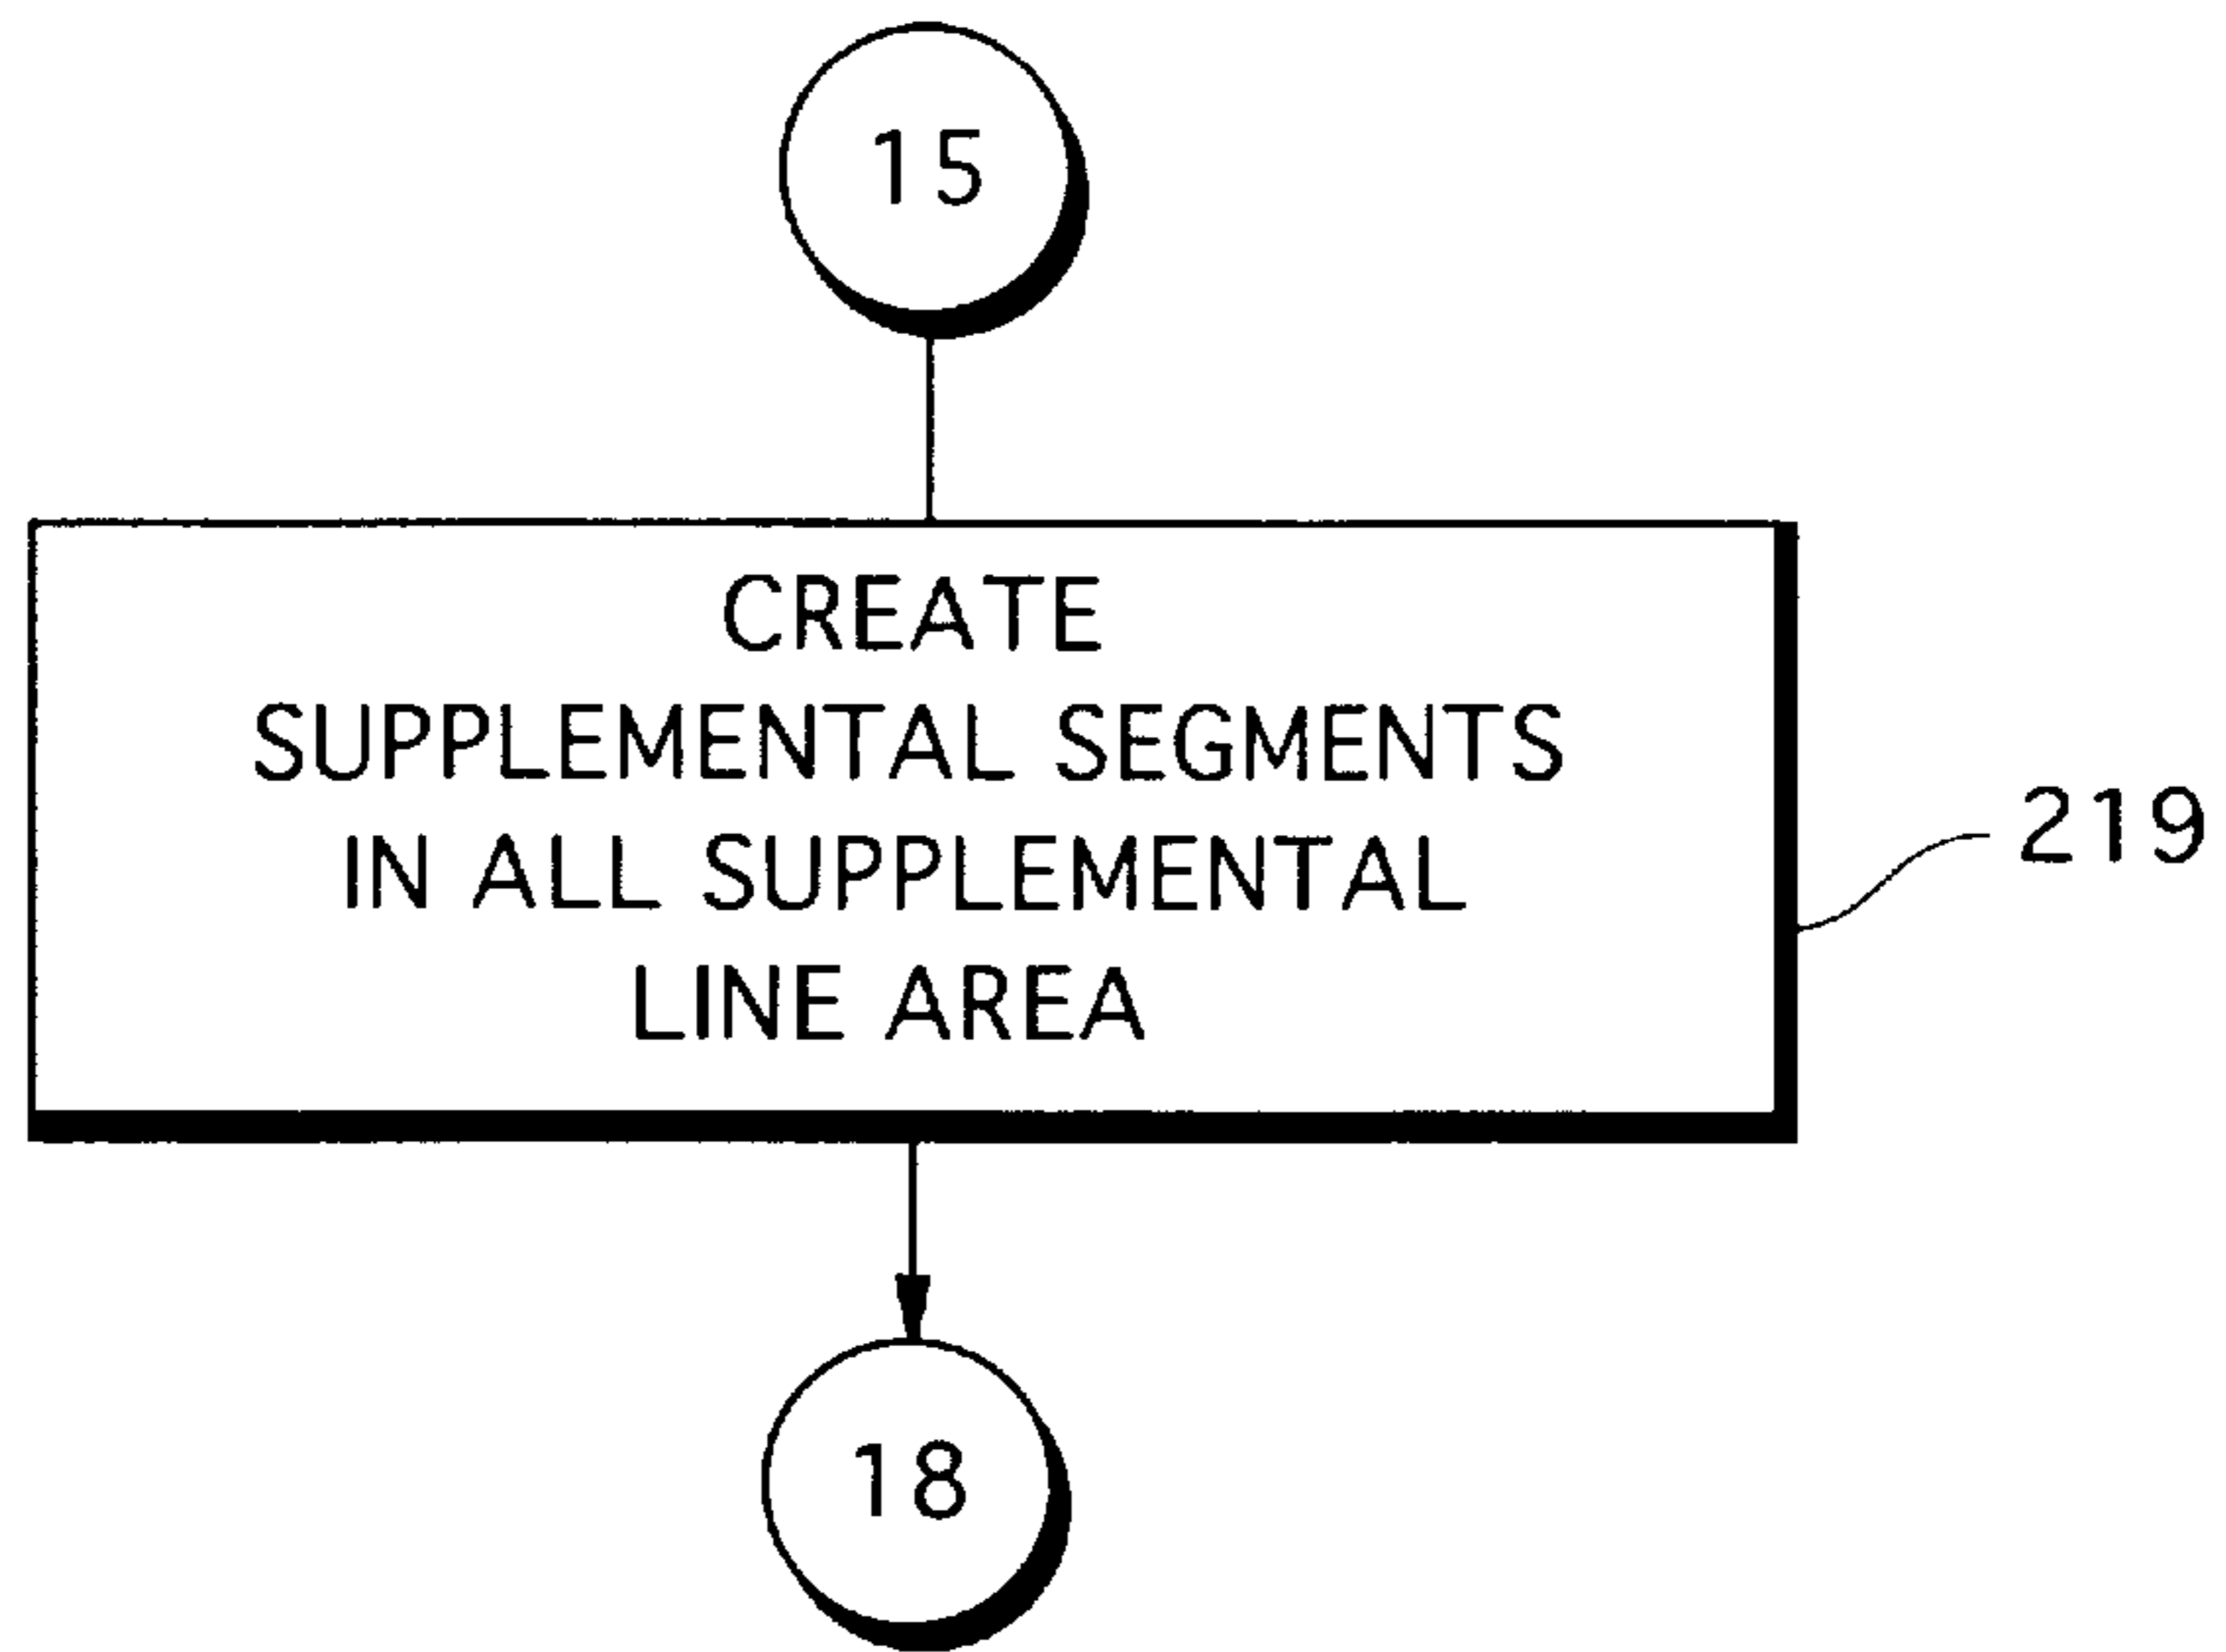 15
CREATE
SUPPLEMENTAL SEGMENTS
IN ALL SUPPLEMENTAL
LINE AREA
219
18